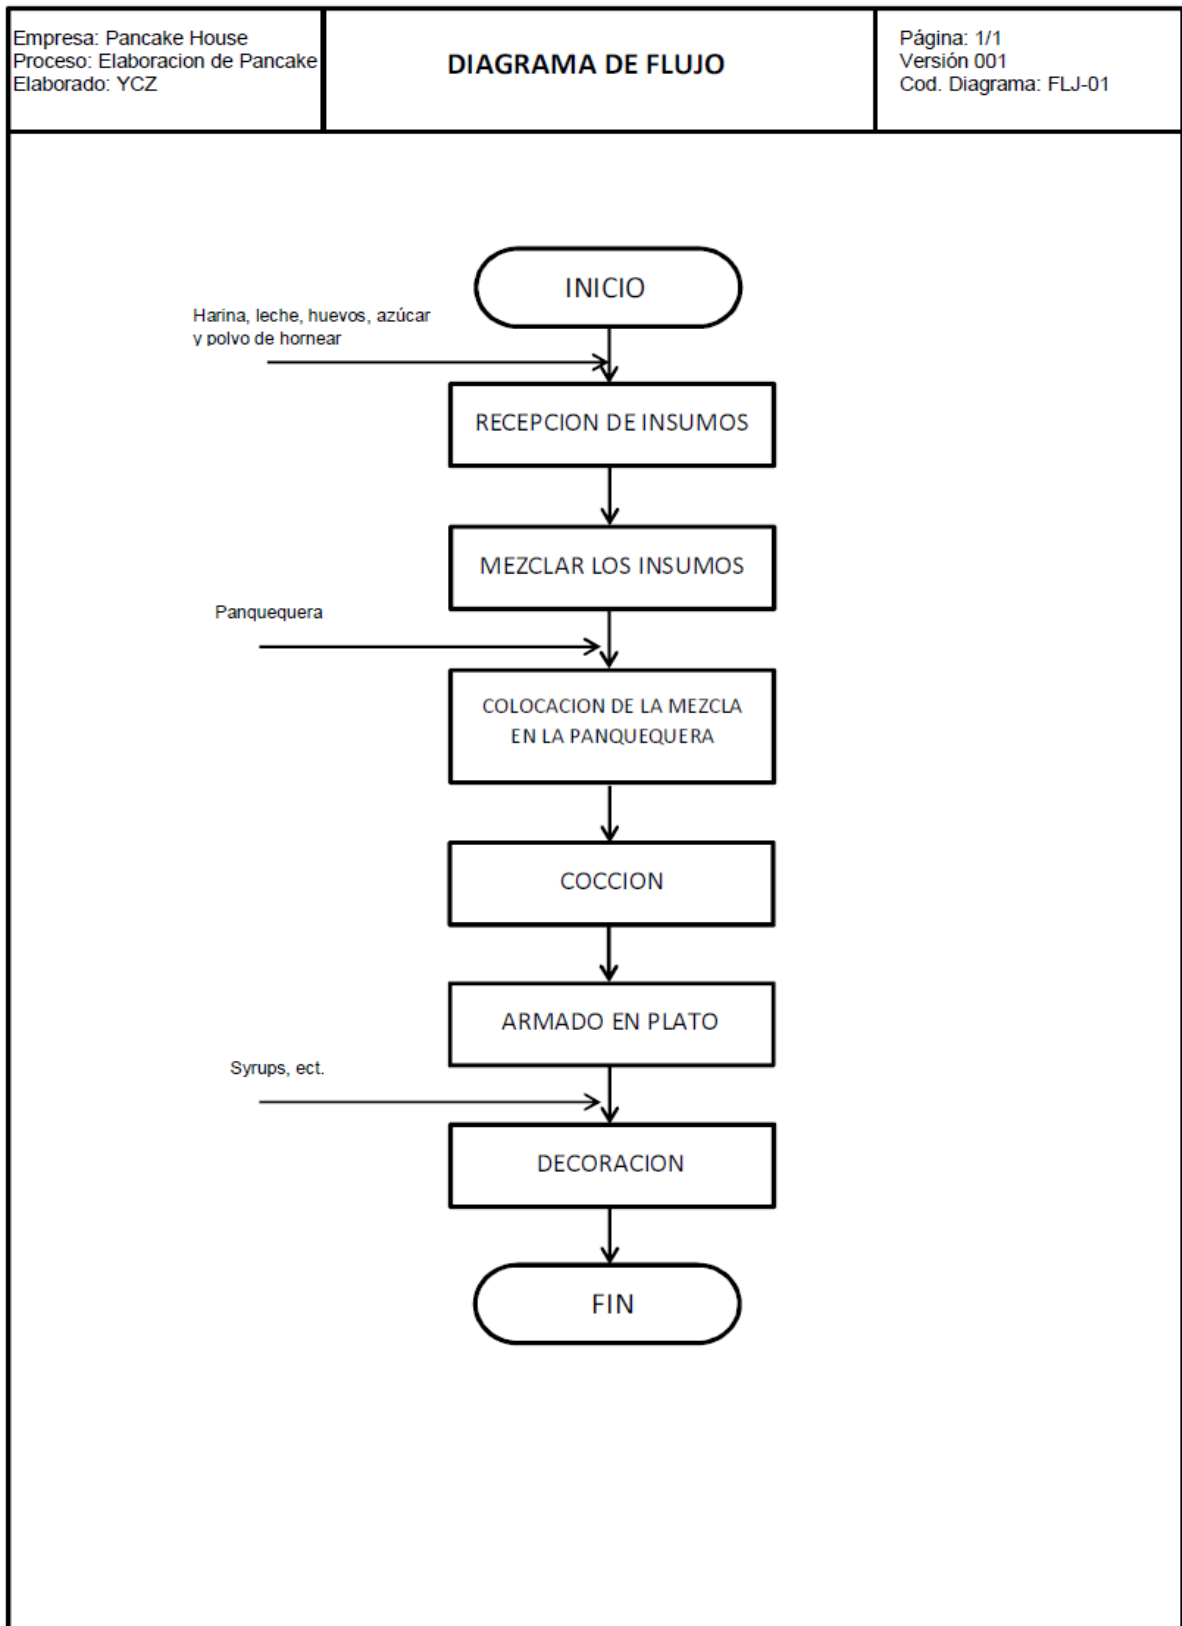 Empresa: Pancake House
Proceso: Elaboracion de Pancake
Elaborado: YCZ
DIAGRAMA DE FLUJO
Página: 1/1
Versión 001
Cod. Diagrama: FLJ-01
INICIO
Harina, leche, huevos, azúcar
y polvo de hornear
RECEPCION DE INSUMOS
MEZCLAR LOS INSUMOS
Panquequera
COLOCACION DE LA MEZCLA
EN LA PANQUEQUERA
COCCION
ARMADO EN PLATO
Syrups, ect.
DECORACION
FIN